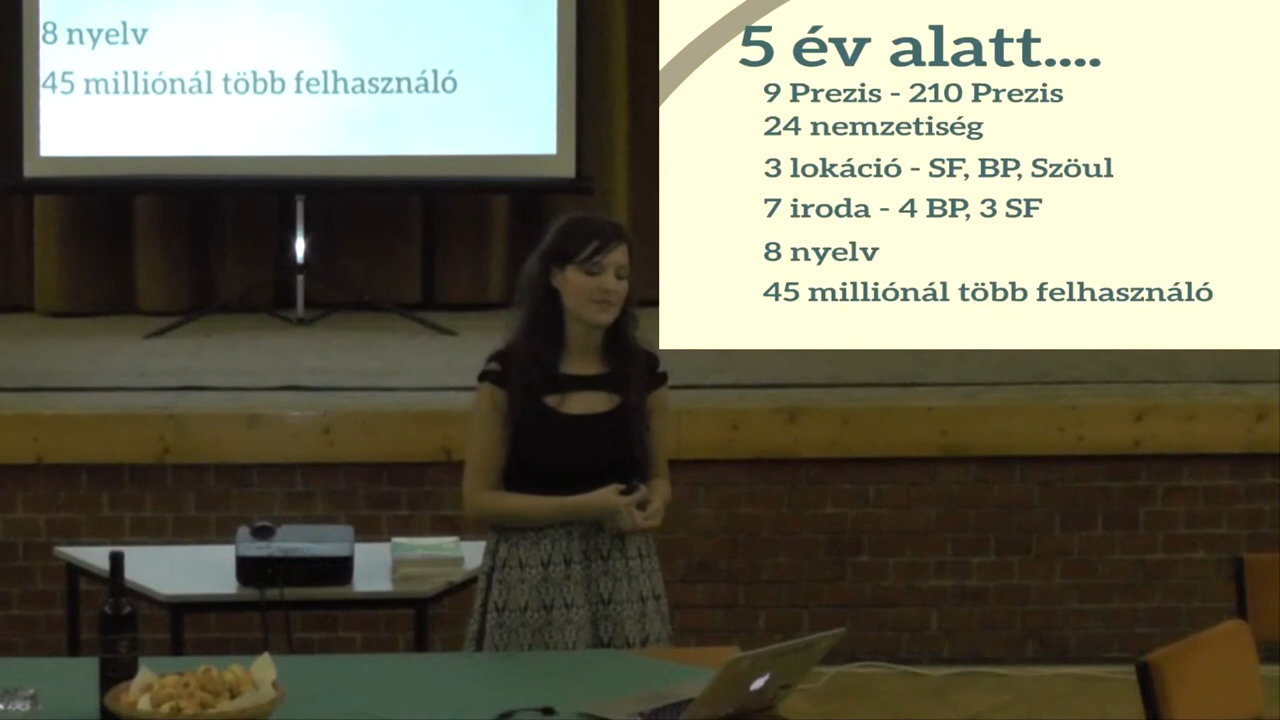 8 nyelv
45 milliónál több felhasználó
5 év alatt....
9 Prezis - 210 Prezis
24 nemzetiség
3 lokáció - SF, BP, Szöul
7 iroda - 4 BP, 3 SF
8 nyelv
45 milliónál több felhasználó